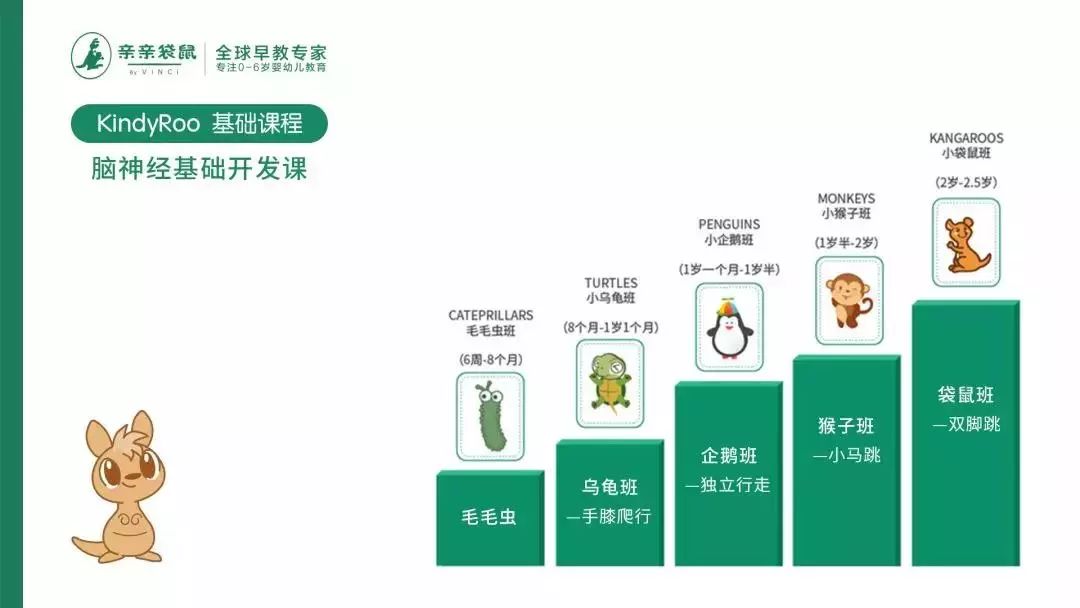 亲亲袋鼠
By VINCI
全球早教专家
专注0-6岁婴幼儿教育
KindyRoo 基础课程
脑神经基础开发课
CATEPRILLARS
毛毛虫班
(6周-8个月)
毛毛虫
TURTLES
小乌龟班
(8个月-1岁1个月)
乌龟班
—手膝爬行
PENGUINS
小企鹅班
(1岁一个月-1岁半)
企鹅班
—独立行走
MONKEYS
小猴子班
(1岁半-2岁)
猴子班
—小马跳
KANGAROOS
小袋鼠班
(2岁-2.5岁)
袋鼠班
—双脚跳